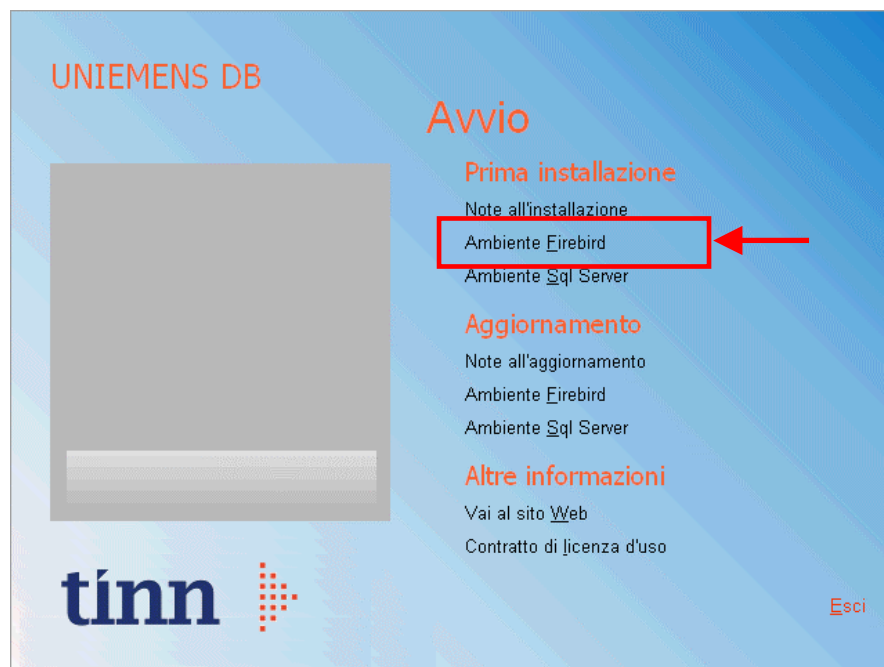 UNIEMENS DB
Avvio
Prima installazione
Note all'installazione
Ambiente Firebird
Ambiente Sql Server
Aggiornamento
Note all'aggiornamento
Ambiente Firebird
Ambiente Sql Server
Altre informazioni
Vai al sito Web
Contratto di licenza d'uso
tinn
Esci